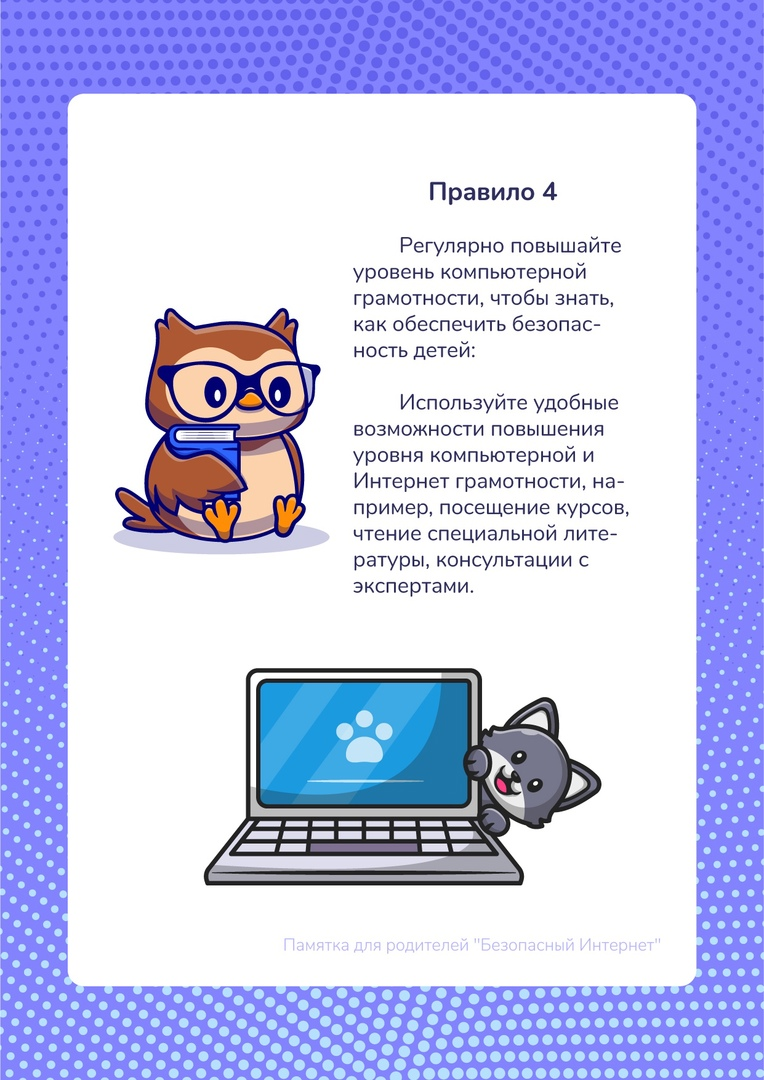 Правило 4
Регулярно повышайте
уровень компьютерной
грамотности, чтобы знать,
как обеспечить безопас-
ность детей:
Используйте удобные
возможности повышения
уровня компьютерной и
Интернет грамотности, на-
пример, посещение курсов,
чтение специальной лите-
ратуры, консультации с
экспертами.
Памятка для родителей "Безопасный Интернет"